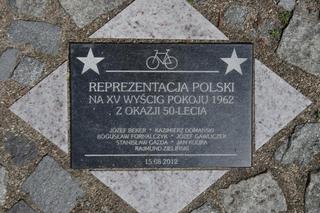 REPREZENTACJA POLSKI
NA XV WYŚCIG POKOJU 1962
Z OKAZJI 50-LECIA
JÓZEF BEKER * KAZIMIERZ DOMAŃSKI
BOGUSŁAW FORNALCZYK * JÓZEF GAWLICZEK
STANISŁAW GAZDA * JAN KUDRA
RAJMUND ZIELIŃSKI
15.08.2012